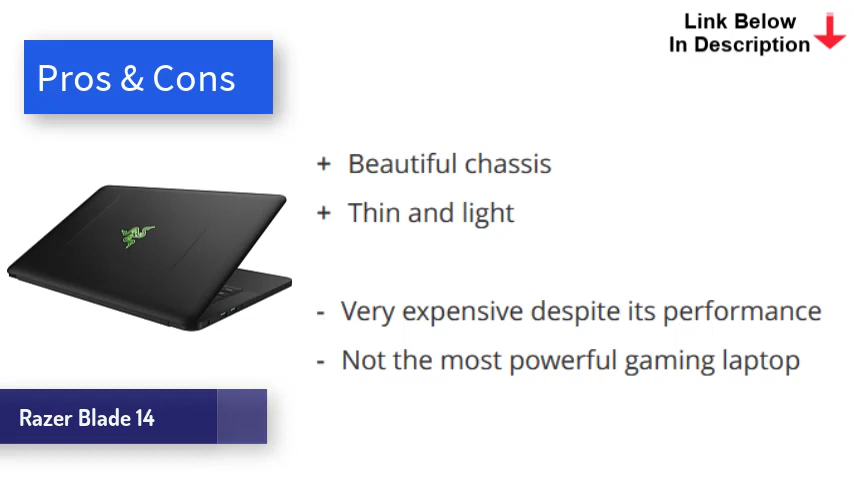 Link Below
In Description
Pros & Cons
+ Beautiful chassis
+ Thin and light
- Very expensive despite its performance
- Not the most powerful gaming laptop
Razer Blade 14